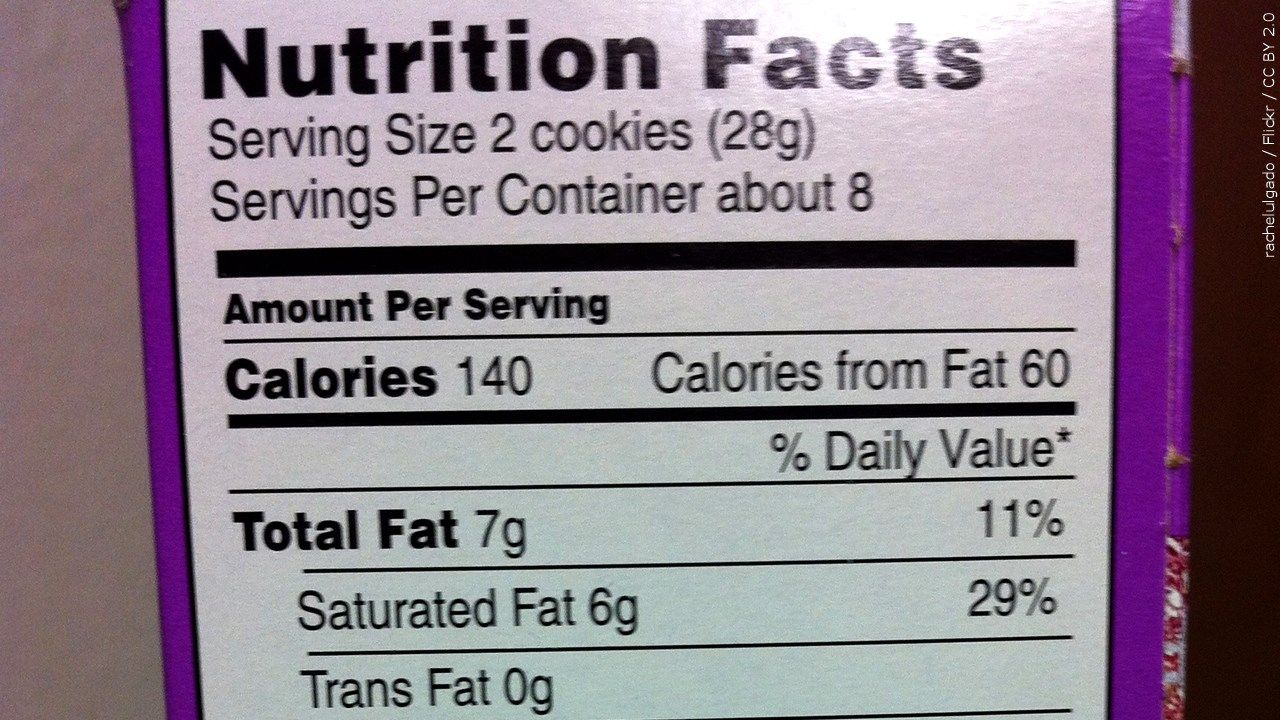 Nutrition Facts
Serving Size 2 cookies (28g)
Servings Per Container about 8
Amount Per Serving
Calories 140 Calories from Fat 60
% Daily Value*
Total Fat 7g 11%
Saturated Fat 6g 29%
Trans Fat 0g
rachelulgado / Flickr / CC BY 2.0